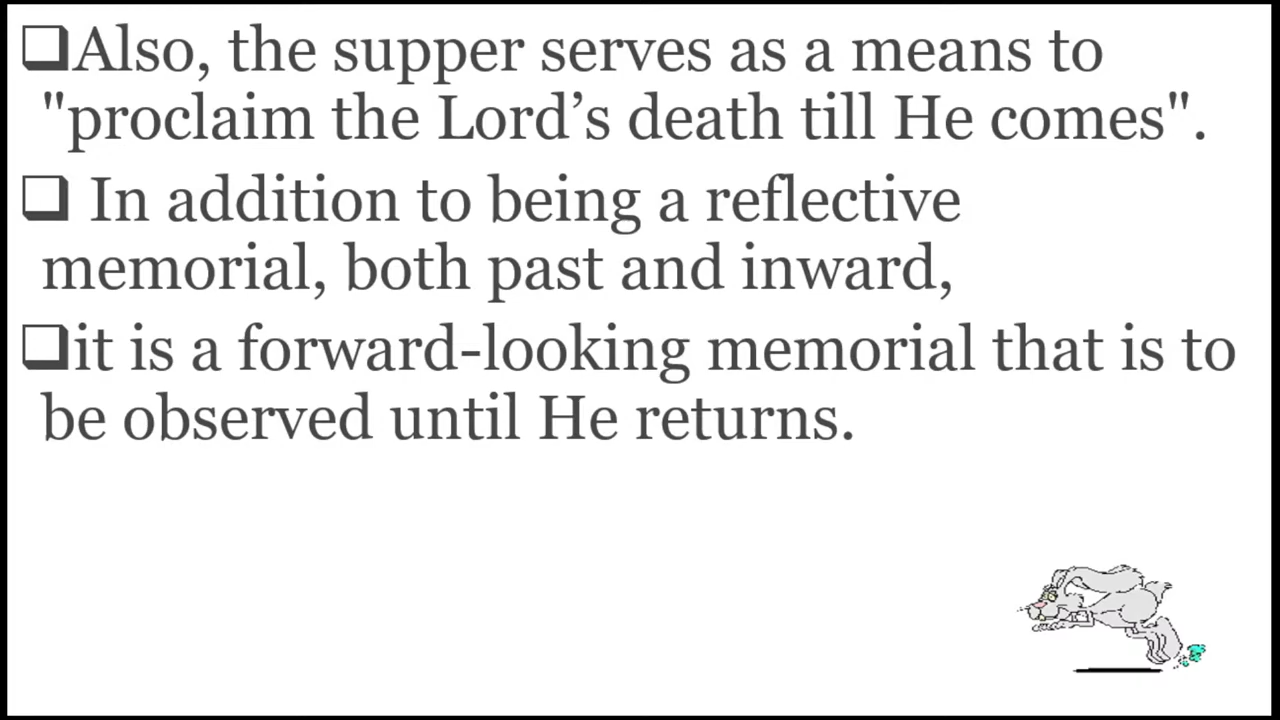 ❑Also, the supper serves as a means to
"proclaim the Lord’s death till He comes".
❑ In addition to being a reflective
memorial, both past and inward,
❑it is a forward-looking memorial that is to
be observed until He returns.